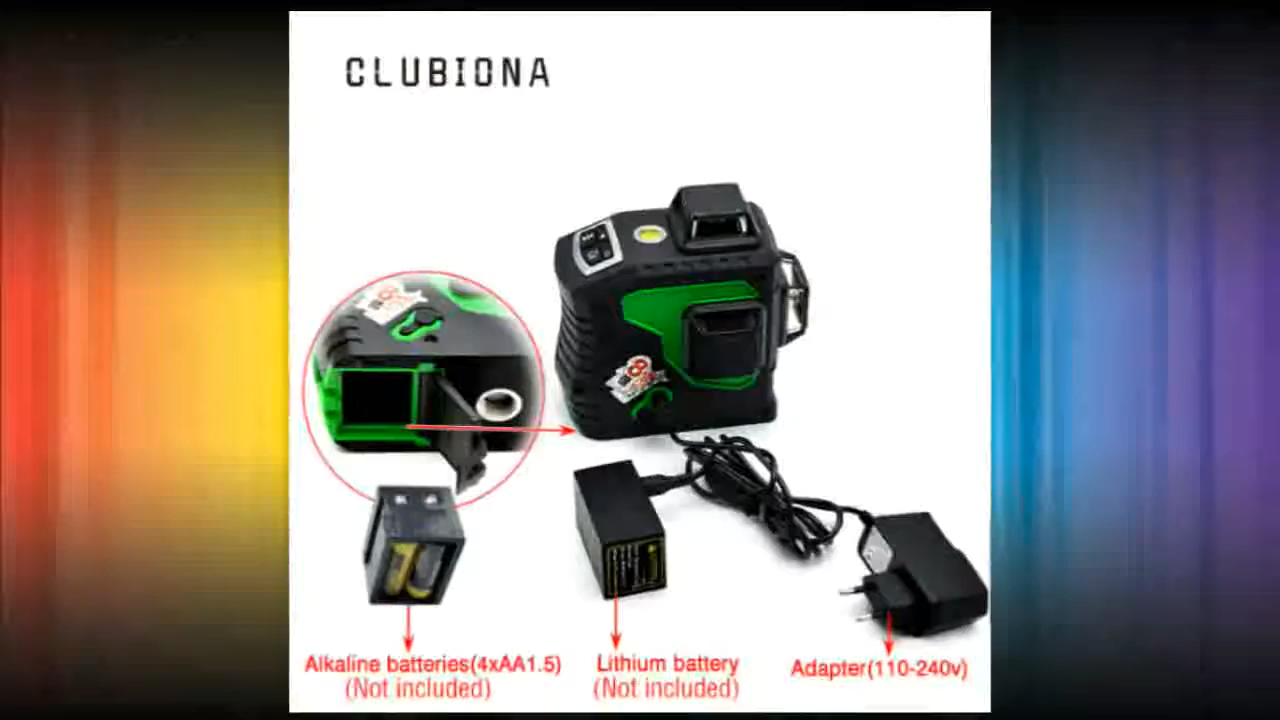 CLUBIONA
Alkaline batteries(4xAA1.5)
(Not included)
Lithium battery
(Not included)
Adapter(110-240v)